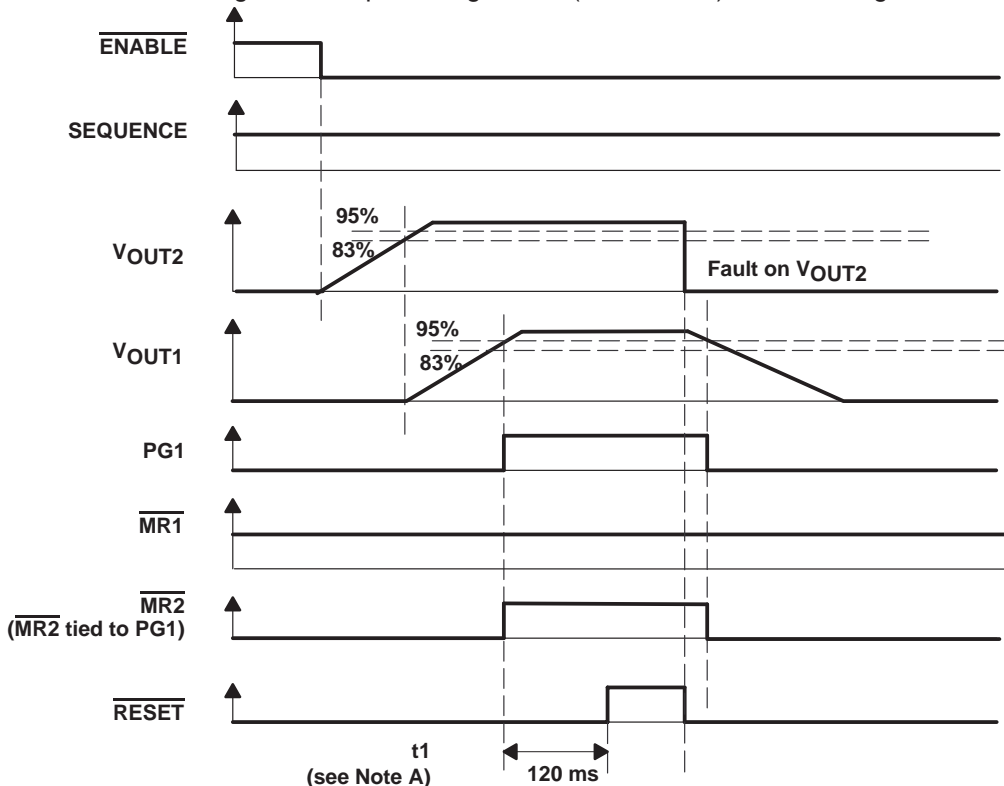 ENABLE
SEQUENCE
95%
VOUT2
83%
Fault on VOUT2
95%
VOUT1
83%
PG1
MR1
MR2
(MR2 tied to PG1)
RESET
t1
(see Note A)
120 ms